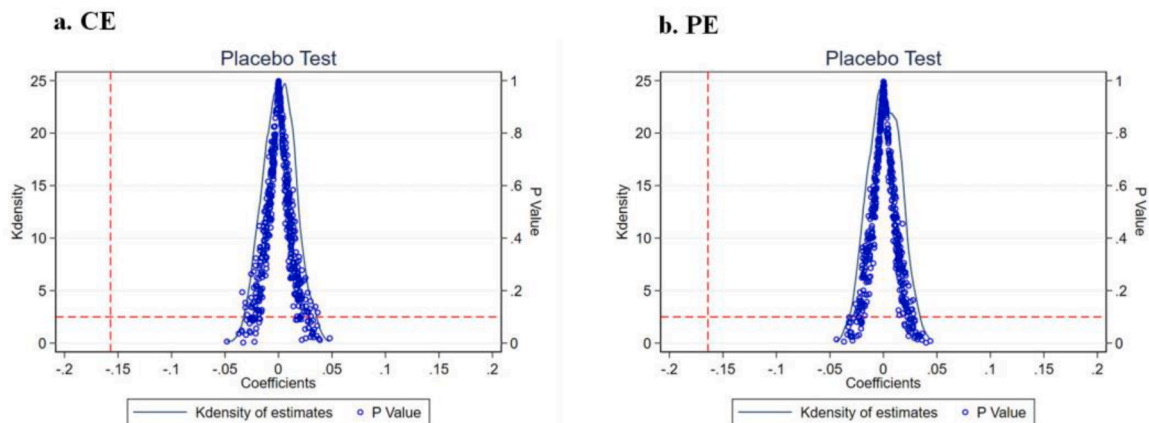 a. CE
Placebo Test
25
20
15
10
5
0
Kdensity
1
.8
.6
.4
.2
0
P Value
-.2 -.15 -.1 -.05 0 .05 .1 .15 .2
Coefficients
Kdensity of estimates P Value
b. PE
Placebo Test
25
20
15
10
5
0
Kdensity
1
.8
.6
.4
.2
0
P Value
-.2 -.15 -.1 -.05 0 .05 .1 .15 .2
Coefficients
Kdensity of estimates P Value